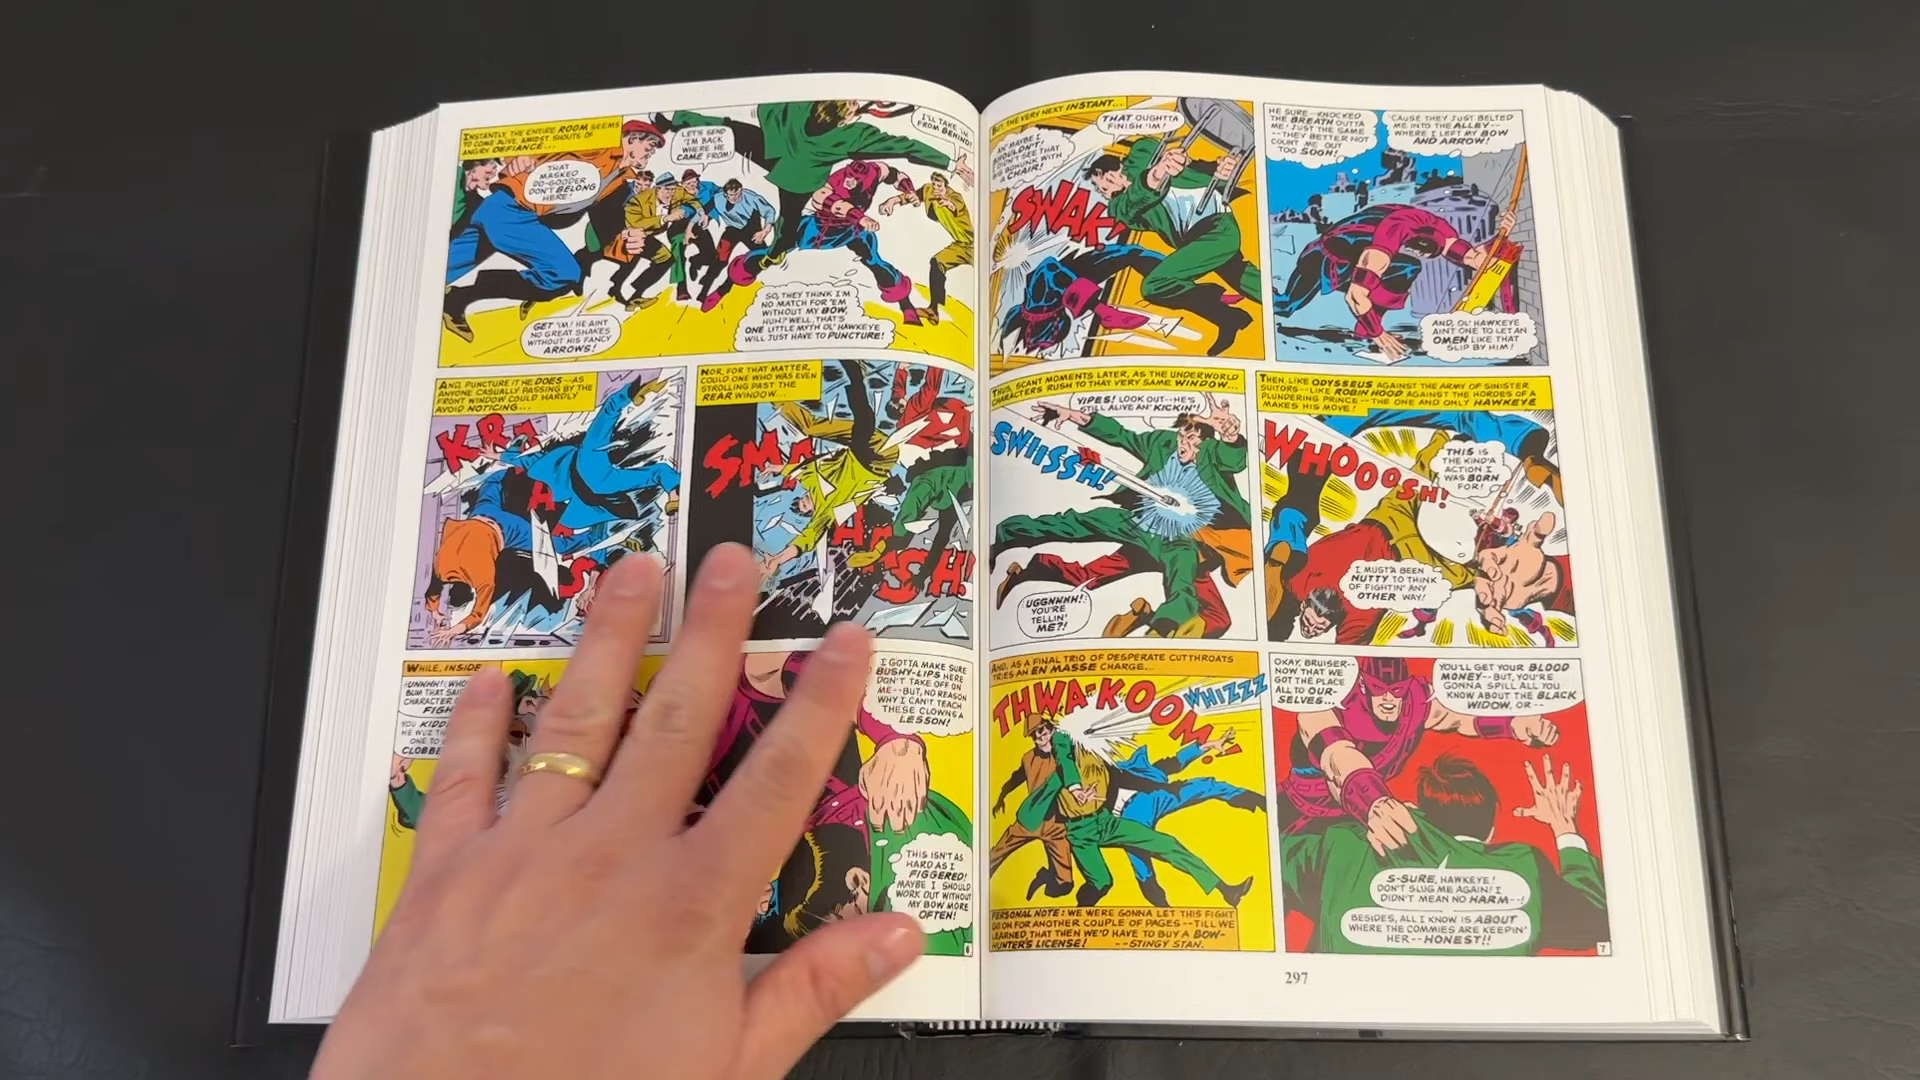 INSTANTLY, THE ENTIRE ROOM SEEMS
TO COME ALIVE, AMIDST SHOUTS OF
ANGRY DEFIANCE...
THAT
MASKED
DO-GOODER
DON'T BELONG
HERE!
LET'S SEND
'IM BACK
WHERE HE
CAME FROM!
I'LL TAKE 'IM
FROM BEHIND!
GET 'IM! HE AINT
NO GREAT SHAKES
WITHOUT HIS FANCY
ARROWS!
SO, THEY THINK I'M
NO MATCH FOR 'EM
WITHOUT MY BOW,
HUH? WELL, THAT'S
ONE LITTLE MYTH OL' HAWKEYE
WILL JUST HAVE TO PUNCTURE!
AND, PUNCTURE IT HE DOES--AS
ANYONE CASUALLY PASSING BY THE
FRONT WINDOW COULD HARDLY
AVOID NOTICING...
NOR, FOR THAT MATTER,
COULD ONE WHO WAS EVEN
STROLLING PAST THE
REAR WINDOW...
WHILE, INSIDE
I GOTTA MAKE SURE
BUSHY-LIPS HERE
DON'T TAKE OFF ON
ME--BUT, NO REASON
WHY I CAN'T TEACH
THESE CLOWNS A
LESSON!
THIS ISN'T AS
HARD AS I
FIGGERED!
MAYBE I SHOULD
WORK OUT WITHOUT
MY BOW MORE
OFTEN!
6
BUT, THE VERY NEXT INSTANT...
THAT OUGHTTA
FINISH 'IM!
AN' MAYBE I
SHOULDN'T!
DIDN'T SEE THAT
BIG BOHUNK WITH
A CHAIR!
SWAK!
HE SURE--KNOCKED
THE BREATH OUTTA
ME! JUST THE SAME
--THEY BETTER NOT
COUNT ME OUT
TOO SOON!
'CAUSE THEY JUST BELTED
ME INTO THE ALLEY--
WHERE I LEFT MY BOW
AND ARROW!
AND, OL' HAWKEYE
AINT ONE TO LET AN
OMEN LIKE THAT
SLIP BY HIM!
THUS, SCANT MOMENTS LATER, AS THE UNDERWORLD
CHARACTERS RUSH TO THAT VERY SAME WINDOW...
YIPES! LOOK OUT--HE'S
STILL ALIVE AN' KICKIN'!
SWIISSH!
UGGNNHH!
YOU'RE
TELLIN'
ME?!
THEN, LIKE ODYSSEUS AGAINST THE ARMY OF SINISTER
SUITORS--LIKE ROBIN HOOD AGAINST THE HORDES OF A
PLUNDERING PRINCE--THE ONE AND ONLY HAWKEYE
MAKES HIS MOVE!
WHOOOSH!
THIS IS
THE KIND'A
ACTION I
WAS BORN
FOR!
I MUST'A BEEN
NUTTY TO THINK
OF FIGHTIN' ANY
OTHER WAY!
AND, AS A FINAL TRIO OF DESPERATE CUTTHROATS
TRIES AN EN MASSE CHARGE...
THWA-KOOM!
WHIZZZ
PERSONAL NOTE: WE WERE GONNA LET THIS FIGHT
GO ON FOR ANOTHER COUPLE OF PAGES--TILL WE
LEARNED, THAT THEN WE'D HAVE TO BUY A BOW-
HUNTER'S LICENSE! --STINGY STAN.
OKAY, BRUISER--
NOW THAT WE
GOT THE PLACE
ALL TO OUR-
SELVES...
YOU'LL GET YOUR BLOOD
MONEY--BUT, YOU'RE
GONNA SPILL ALL YOU
KNOW ABOUT THE BLACK
WIDOW, OR--
S-SURE, HAWKEYE!
DON'T SLUG ME AGAIN! I
DIDN'T MEAN NO HARM--!
BESIDES, ALL I KNOW IS ABOUT
WHERE THE COMMIES ARE KEEPIN'
HER--HONEST!!
7
297